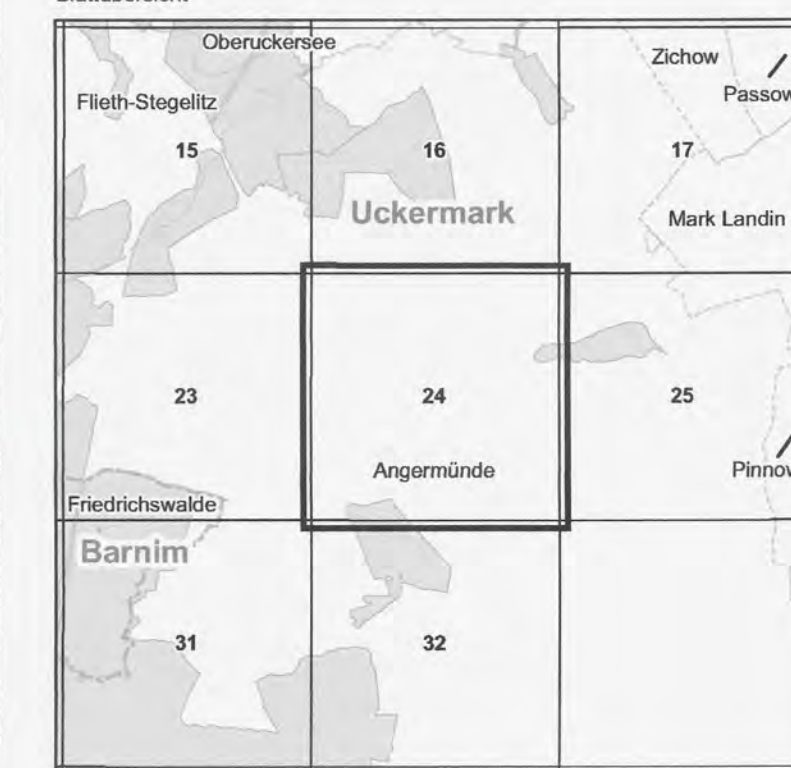 Oberuckersee
Zichow
Flieth-Stegelitz
Passow
15
16
17
Uckermark
Mark Landin
23
24
25
Angermünde
Pinnow
Friedrichswalde
Barnim
31
32